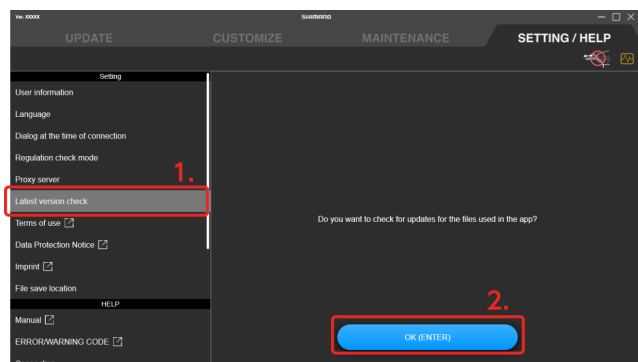 Ver. XXXXX
SHIMANO
UPDATE
CUSTOMIZE
MAINTENANCE
SETTING / HELP
Setting
User information
Language
Dialog at the time of connection
Regulation check mode
Proxy server
1.
Latest version check
Terms of use
Data Protection Notice
Imprint
File save location
HELP
Manual
ERROR/WARNING CODE
Connection
Do you want to check for updates for the files used in the app?
2.
OK (ENTER)